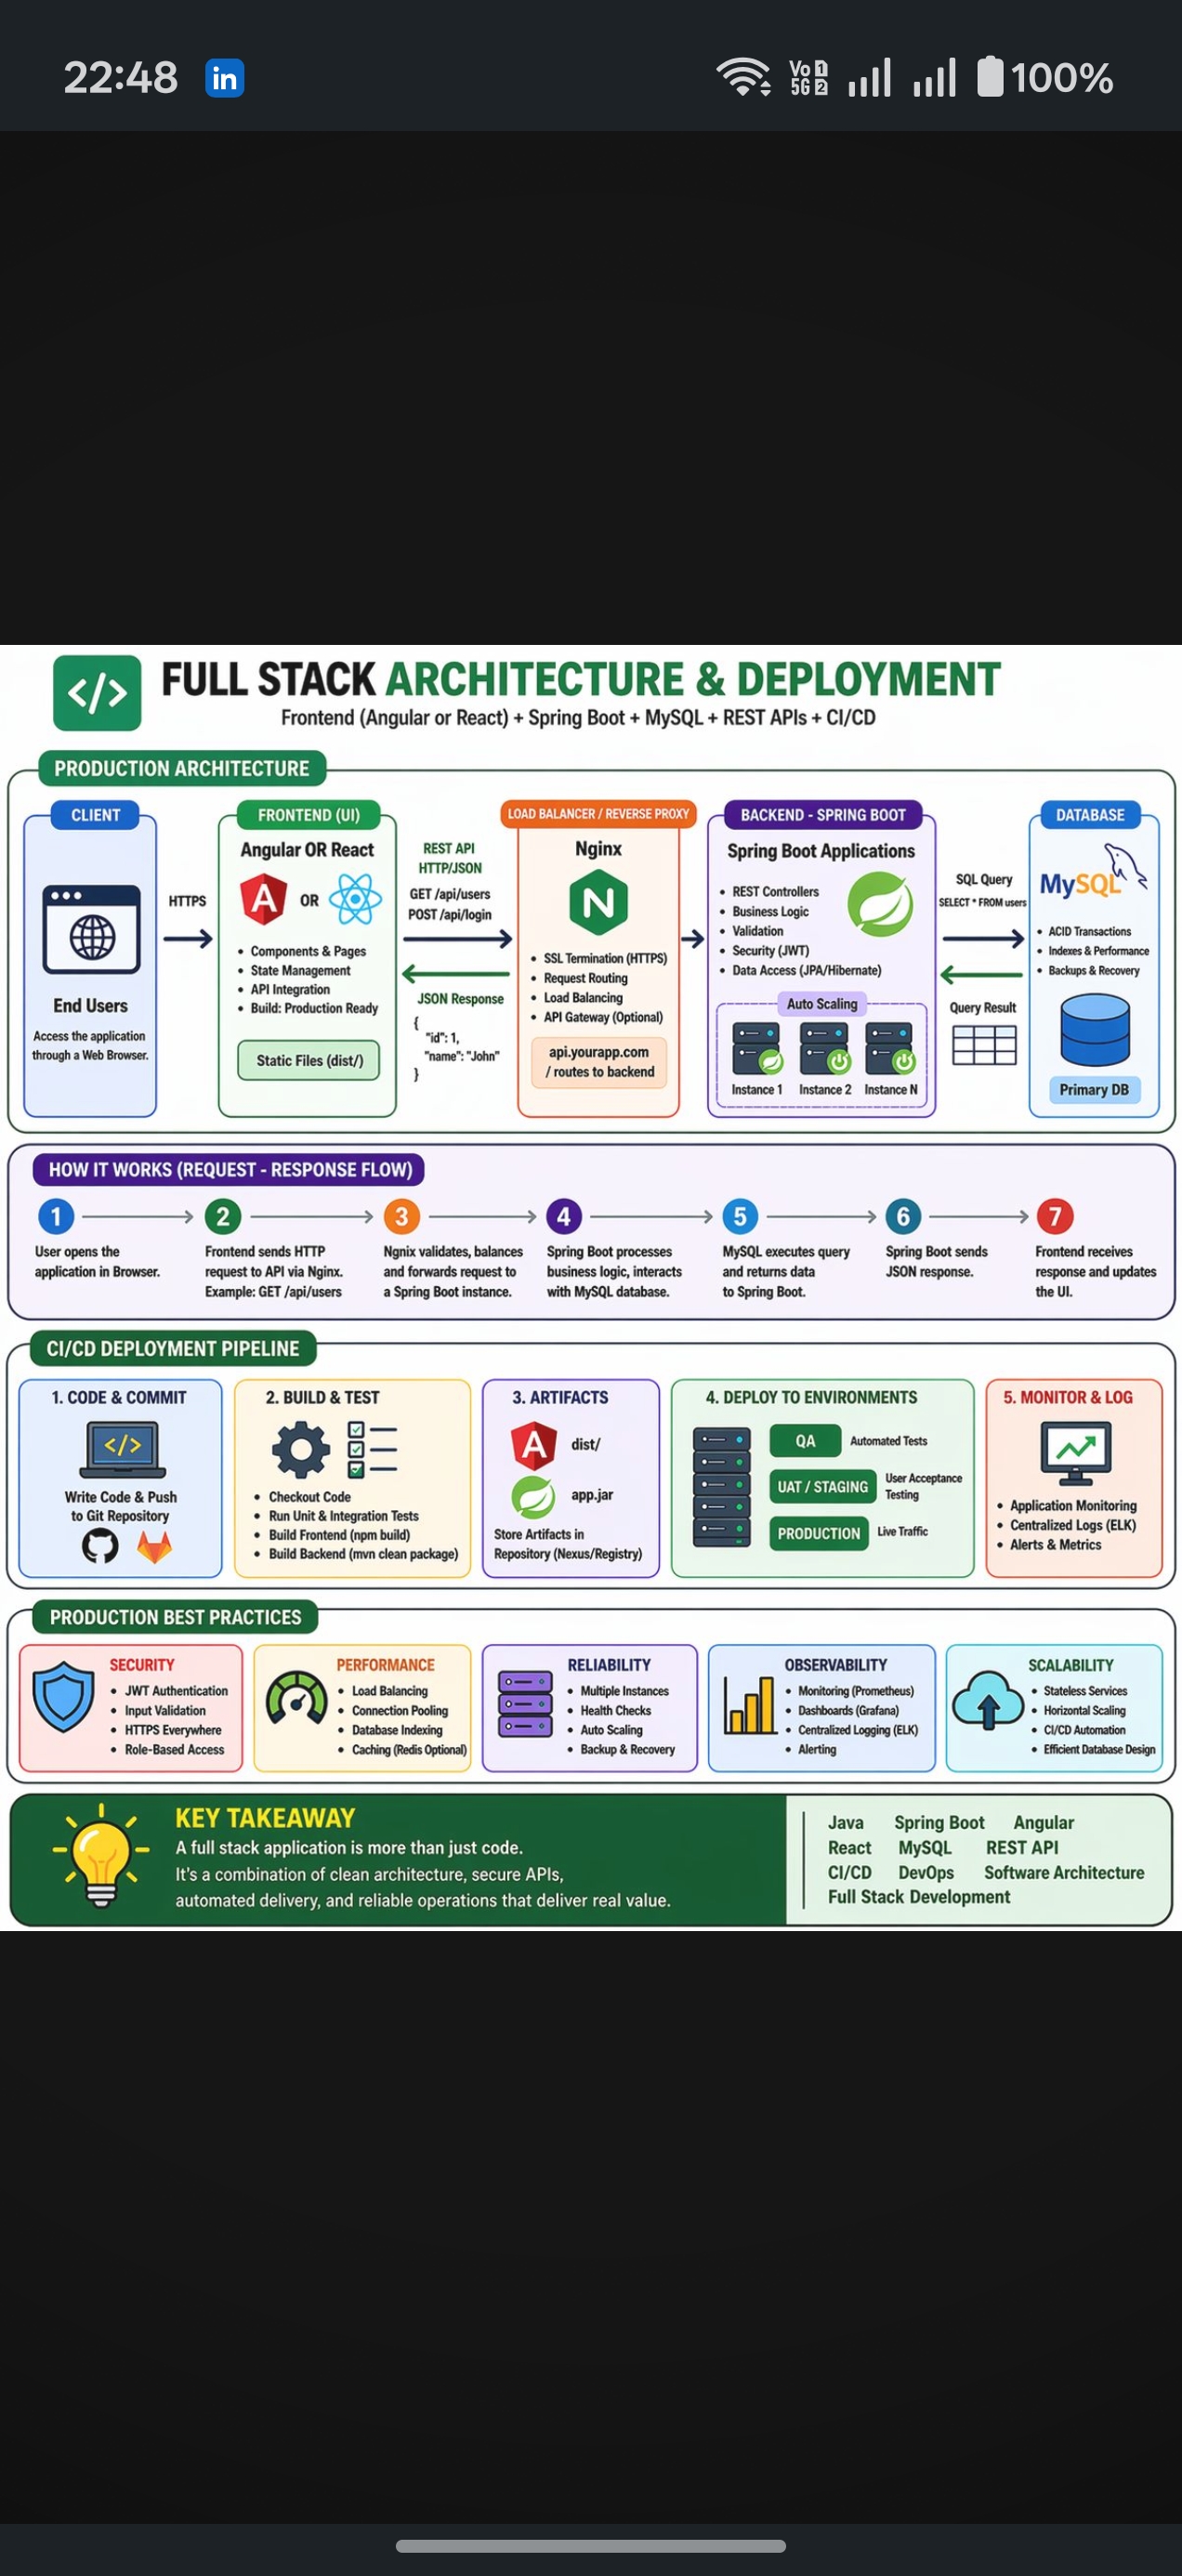 22:48
in
Vo 1
5G 2
100%
</>
FULL STACK ARCHITECTURE & DEPLOYMENT
Frontend (Angular or React) + Spring Boot + MySQL + REST APIs + CI/CD
PRODUCTION ARCHITECTURE
CLIENT
End Users
Access the application
through a Web Browser.
HTTPS
FRONTEND (UI)
Angular OR React
A
OR
• Components & Pages
• State Management
• API Integration
• Build: Production Ready
Static Files (dist/)
REST API
HTTP/JSON
GET /api/users
POST /api/login
JSON Response
{
"id": 1,
"name": "John"
}
LOAD BALANCER / REVERSE PROXY
Nginx
N
• SSL Termination (HTTPS)
• Request Routing
• Load Balancing
• API Gateway (Optional)
api.yourapp.com
/ routes to backend
BACKEND - SPRING BOOT
Spring Boot Applications
• REST Controllers
• Business Logic
• Validation
• Security (JWT)
• Data Access (JPA/Hibernate)
Auto Scaling
Instance 1
Instance 2
Instance N
SQL Query
SELECT * FROM users
Query Result
DATABASE
MySQL
• ACID Transactions
• Indexes & Performance
• Backups & Recovery
Primary DB
HOW IT WORKS (REQUEST - RESPONSE FLOW)
1
User opens the
application in Browser.
2
Frontend sends HTTP
request to API via Nginx.
Example: GET /api/users
3
Ngnix validates, balances
and forwards request to
a Spring Boot instance.
4
Spring Boot processes
business logic, interacts
with MySQL database.
5
MySQL executes query
and returns data
to Spring Boot.
6
Spring Boot sends
JSON response.
7
Frontend receives
response and updates
the UI.
CI/CD DEPLOYMENT PIPELINE
1. CODE & COMMIT
</>
Write Code & Push
to Git Repository
2. BUILD & TEST
• Checkout Code
• Run Unit & Integration Tests
• Build Frontend (npm build)
• Build Backend (mvn clean package)
3. ARTIFACTS
A
dist/
app.jar
Store Artifacts in
Repository (Nexus/Registry)
4. DEPLOY TO ENVIRONMENTS
QA
Automated Tests
UAT / STAGING
User Acceptance
Testing
PRODUCTION
Live Traffic
5. MONITOR & LOG
• Application Monitoring
• Centralized Logs (ELK)
• Alerts & Metrics
PRODUCTION BEST PRACTICES
SECURITY
• JWT Authentication
• Input Validation
• HTTPS Everywhere
• Role-Based Access
PERFORMANCE
• Load Balancing
• Connection Pooling
• Database Indexing
• Caching (Redis Optional)
RELIABILITY
• Multiple Instances
• Health Checks
• Auto Scaling
• Backup & Recovery
OBSERVABILITY
• Monitoring (Prometheus)
• Dashboards (Grafana)
• Centralized Logging (ELK)
• Alerting
SCALABILITY
• Stateless Services
• Horizontal Scaling
• CI/CD Automation
• Efficient Database Design
KEY TAKEAWAY
A full stack application is more than just code.
It's a combination of clean architecture, secure APIs,
automated delivery, and reliable operations that deliver real value.
Java Spring Boot Angular
React MySQL REST API
CI/CD DevOps Software Architecture
Full Stack Development